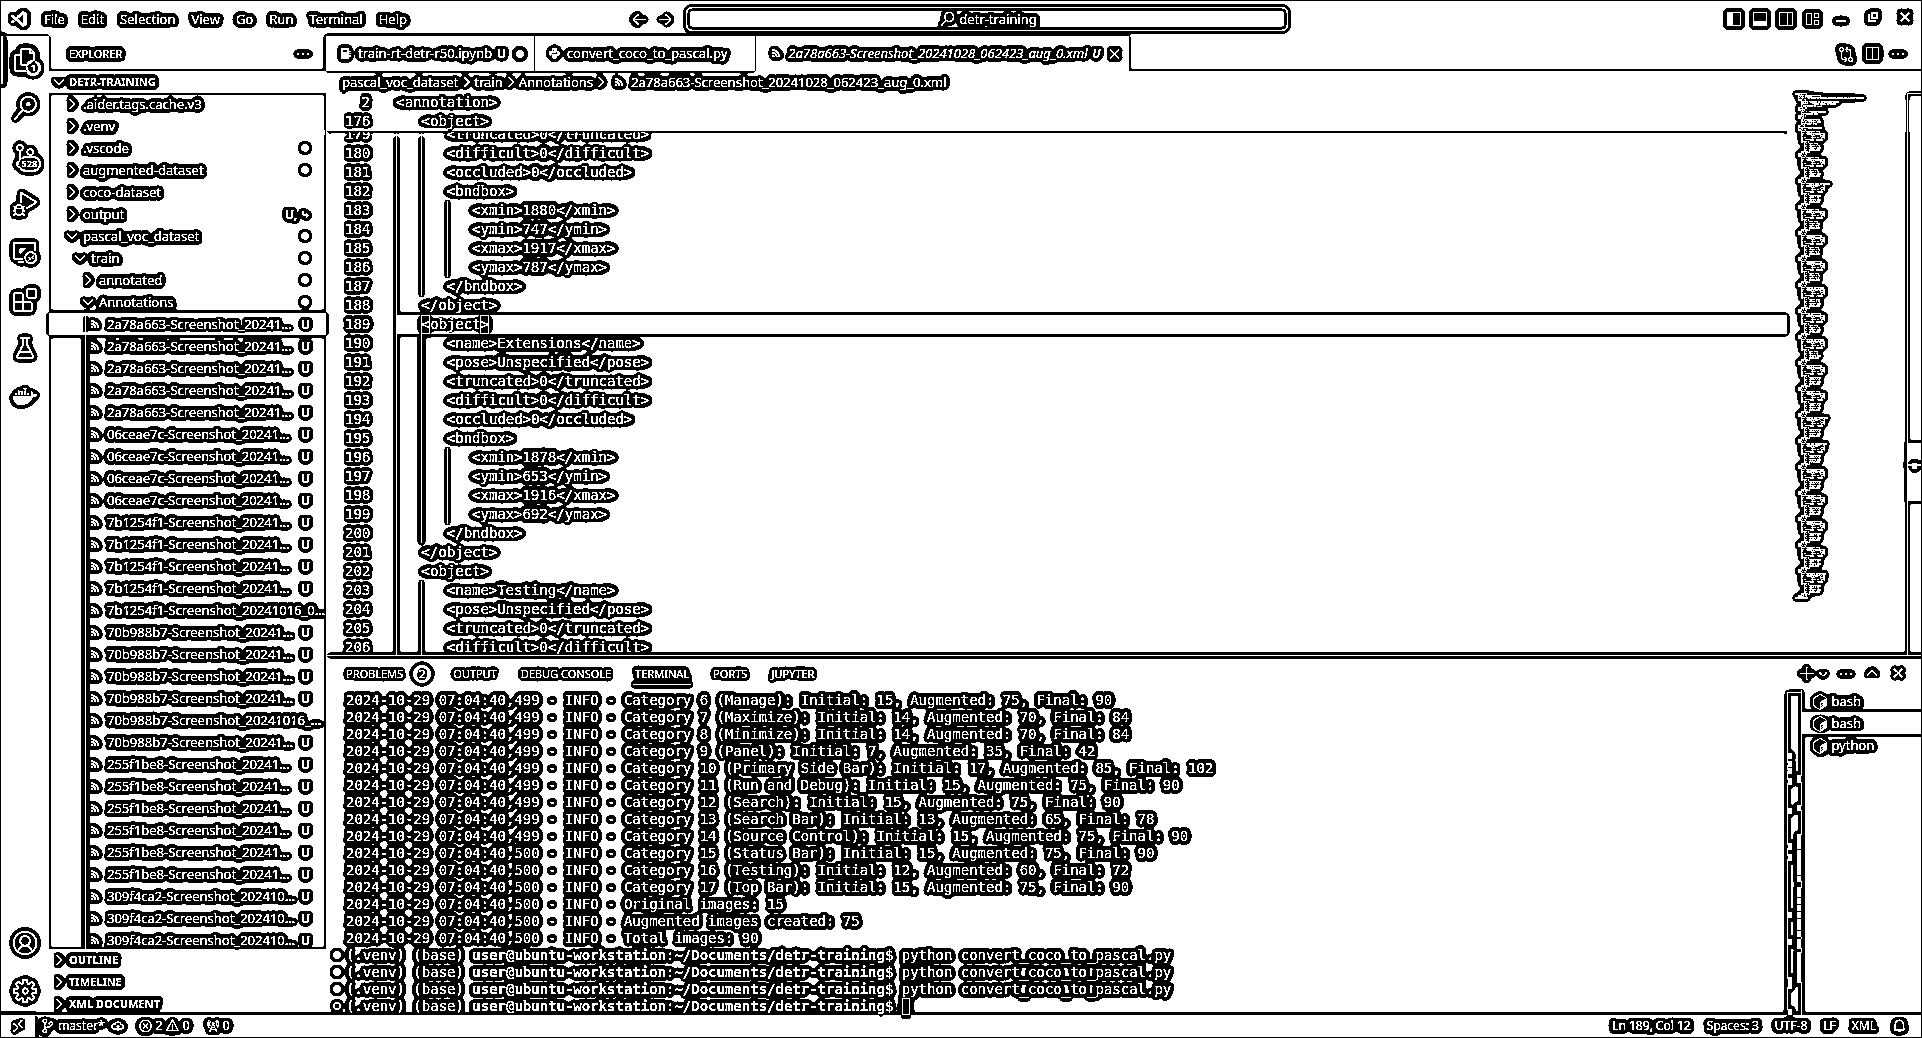 File Edit Selection View Go Run Terminal Help
detr-training
EXPLORER
train-rt-detr-r50.ipynb U
convert_coco_to_pascal.py
2a78a663-Screenshot_20241028_062423_aug_0.xml U
DETR-TRAINING
pascal_voc_dataset > train > Annotations > 2a78a663-Screenshot_20241028_062423_aug_0.xml
.aider.tags.cache.v3
.venv
.vscode
augmented-dataset
coco-dataset
output U,
pascal_voc_dataset
train
annotated
Annotations
2a78a663-Screenshot_20241... U
2a78a663-Screenshot_20241... U
2a78a663-Screenshot_20241... U
2a78a663-Screenshot_20241... U
2a78a663-Screenshot_20241... U
06ceae7c-Screenshot_20241... U
06ceae7c-Screenshot_20241... U
06ceae7c-Screenshot_20241... U
06ceae7c-Screenshot_20241... U
7b1254f1-Screenshot_20241... U
7b1254f1-Screenshot_20241... U
7b1254f1-Screenshot_20241... U
7b1254f1-Screenshot_20241... U
7b1254f1-Screenshot_20241016_0...
70b988b7-Screenshot_20241... U
70b988b7-Screenshot_20241... U
70b988b7-Screenshot_20241... U
70b988b7-Screenshot_20241... U
70b988b7-Screenshot_20241016_...
70b988b7-Screenshot_20241... U
255f1be8-Screenshot_20241... U
255f1be8-Screenshot_20241... U
255f1be8-Screenshot_20241... U
255f1be8-Screenshot_20241... U
255f1be8-Screenshot_20241... U
255f1be8-Screenshot_20241... U
309f4ca2-Screenshot_202410... U
309f4ca2-Screenshot_202410... U
309f4ca2-Screenshot_202410... U
OUTLINE
TIMELINE
XML DOCUMENT
528
2 <annotation>
176 <object>
179 <truncated>0</truncated>
180 <difficult>0</difficult>
181 <occluded>0</occluded>
182 <bndbox>
183 <xmin>1880</xmin>
184 <ymin>747</ymin>
185 <xmax>1917</xmax>
186 <ymax>787</ymax>
187 </bndbox>
188 </object>
189 <object>
190 <name>Extensions</name>
191 <pose>Unspecified</pose>
192 <truncated>0</truncated>
193 <difficult>0</difficult>
194 <occluded>0</occluded>
195 <bndbox>
196 <xmin>1878</xmin>
197 <ymin>653</ymin>
198 <xmax>1916</xmax>
199 <ymax>692</ymax>
200 </bndbox>
201 </object>
202 <object>
203 <name>Testing</name>
204 <pose>Unspecified</pose>
205 <truncated>0</truncated>
206 <difficult>0</difficult>
PROBLEMS 2 OUTPUT DEBUG CONSOLE TERMINAL PORTS JUPYTER
2024-10-29 07:04:40,499 - INFO - Category 6 (Manage): Initial: 15, Augmented: 75, Final: 90
2024-10-29 07:04:40,499 - INFO - Category 7 (Maximize): Initial: 14, Augmented: 70, Final: 84
2024-10-29 07:04:40,499 - INFO - Category 8 (Minimize): Initial: 14, Augmented: 70, Final: 84
2024-10-29 07:04:40,499 - INFO - Category 9 (Panel): Initial: 7, Augmented: 35, Final: 42
2024-10-29 07:04:40,499 - INFO - Category 10 (Primary Side Bar): Initial: 17, Augmented: 85, Final: 102
2024-10-29 07:04:40,499 - INFO - Category 11 (Run and Debug): Initial: 15, Augmented: 75, Final: 90
2024-10-29 07:04:40,499 - INFO - Category 12 (Search): Initial: 15, Augmented: 75, Final: 90
2024-10-29 07:04:40,499 - INFO - Category 13 (Search Bar): Initial: 13, Augmented: 65, Final: 78
2024-10-29 07:04:40,499 - INFO - Category 14 (Source Control): Initial: 15, Augmented: 75, Final: 90
2024-10-29 07:04:40,500 - INFO - Category 15 (Status Bar): Initial: 15, Augmented: 75, Final: 90
2024-10-29 07:04:40,500 - INFO - Category 16 (Testing): Initial: 12, Augmented: 60, Final: 72
2024-10-29 07:04:40,500 - INFO - Category 17 (Top Bar): Initial: 15, Augmented: 75, Final: 90
2024-10-29 07:04:40,500 - INFO - Original images: 15
2024-10-29 07:04:40,500 - INFO - Augmented images created: 75
2024-10-29 07:04:40,500 - INFO - Total images: 90
(.venv) (base) user@ubuntu-workstation:~/Documents/detr-training$ python convert_coco_to_pascal.py
(.venv) (base) user@ubuntu-workstation:~/Documents/detr-training$ python convert_coco_to_pascal.py
(.venv) (base) user@ubuntu-workstation:~/Documents/detr-training$ python convert_coco_to_pascal.py
(.venv) (base) user@ubuntu-workstation:~/Documents/detr-training$
bash
bash
python
master* 2 0 0
Ln 189, Col 12 Spaces: 3 UTF-8 LF XML